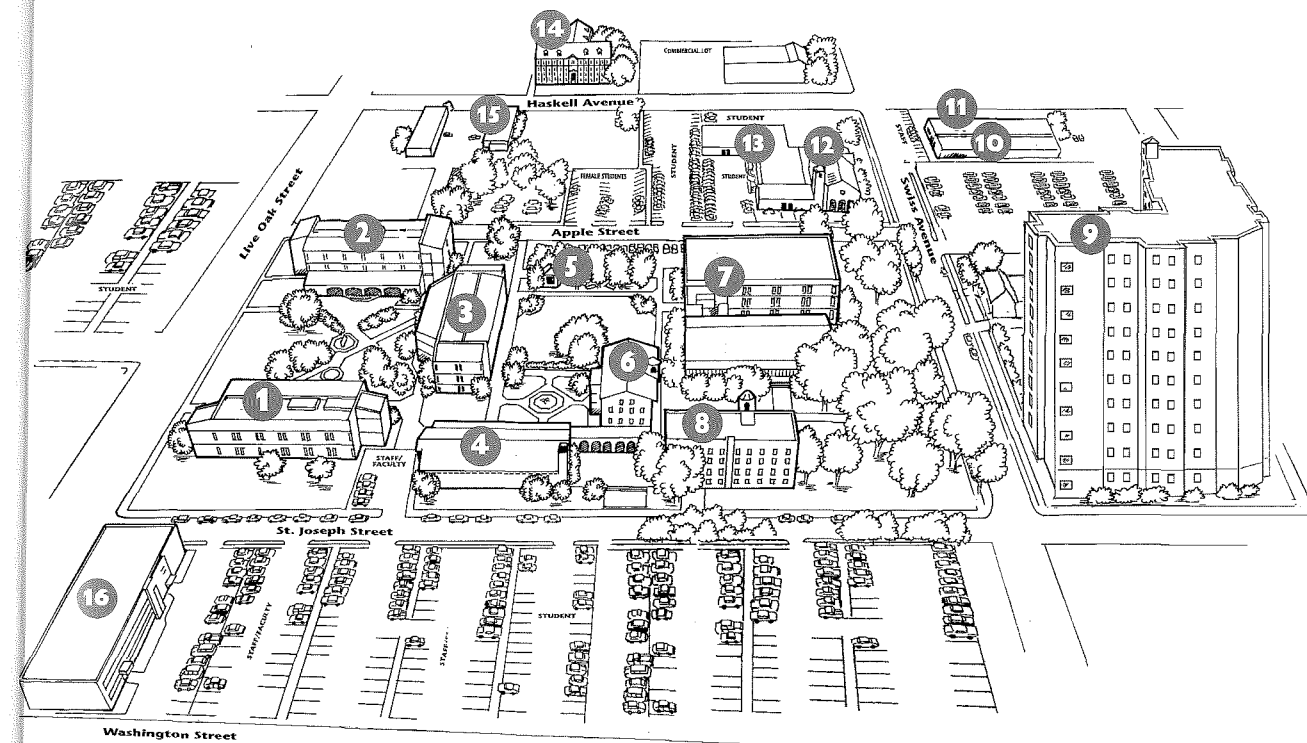 14
COMMERCIAL LOT
Haskell Avenue
15
STUDENT
11
STAFF
10
13
12
STUDENT
STUDENT
FEMALE STUDENTS
Live Oak Street
Swiss Avenue
Apple Street
2
9
5
7
STUDENT
3
6
1
8
4
STAFF/
FACULTY
St. Joseph Street
16
STAFF/FACULTY
STUDENT
Washington Street